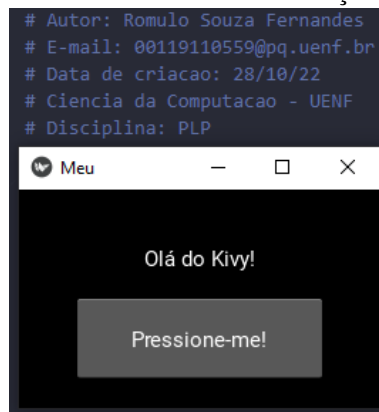 # Autor: Romulo Souza Fernandes
# E-mail: 00119110559@pq.uenf.br
# Data de criacao: 28/10/22
# Ciencia da Computacao - UENF
# Disciplina: PLP
Meu
Olá do Kivy!
Pressione-me!